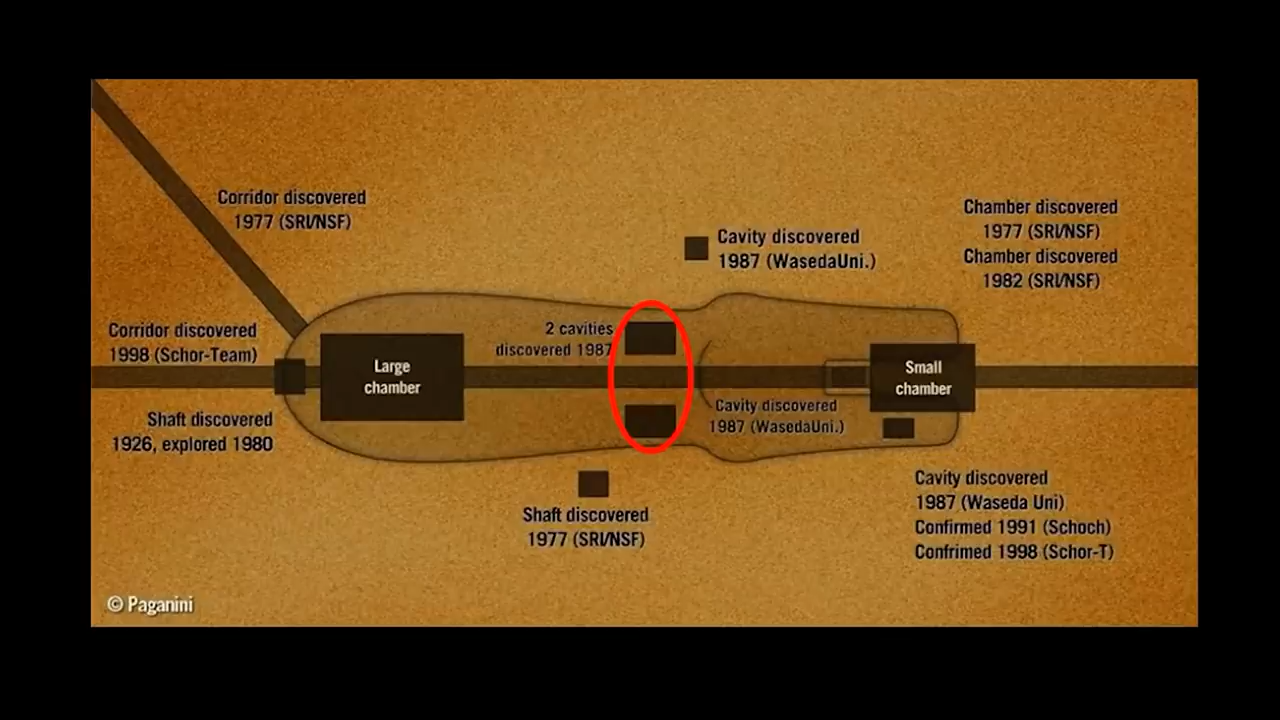 Corridor discovered
1977 (SRI/NSF)
Cavity discovered
1987 (WasedaUni.)
Chamber discovered
1977 (SRI/NSF)
Chamber discovered
1982 (SRI/NSF)
Corridor discovered
1998 (Schor-Team)
Large
chamber
2 cavities
discovered 1987
Small
chamber
Shaft discovered
1926, explored 1980
Cavity discovered
1987 (WasedaUni.)
Shaft discovered
1977 (SRI/NSF)
Cavity discovered
1987 (Waseda Uni)
Confirmed 1991 (Schoch)
Confrimed 1998 (Schor-T)
© Paganini